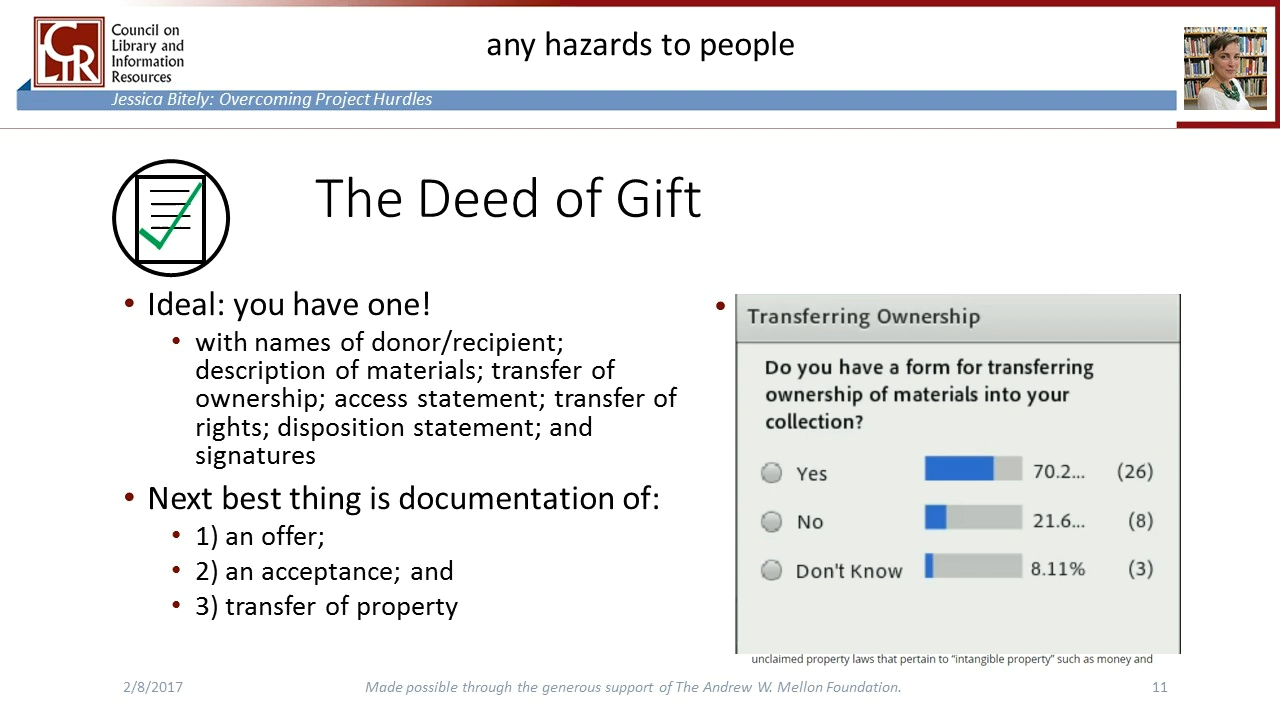 any hazards to people
CLIR
Council on
Library and
Information
Resources
Jessica Bitely: Overcoming Project Hurdles
The Deed of Gift
• Ideal: you have one!
• with names of donor/recipient;
description of materials; transfer of
ownership; access statement; transfer of
rights; disposition statement; and
signatures
• Next best thing is documentation of:
• 1) an offer;
• 2) an acceptance; and
• 3) transfer of property
•
Transferring Ownership
Do you have a form for transferring
ownership of materials into your
collection?
Yes 70.2... (26)
No 21.6... (8)
Don't Know 8.11% (3)
unclaimed property laws that pertain to "intangible property" such as money and
2/8/2017
Made possible through the generous support of The Andrew W. Mellon Foundation.
11